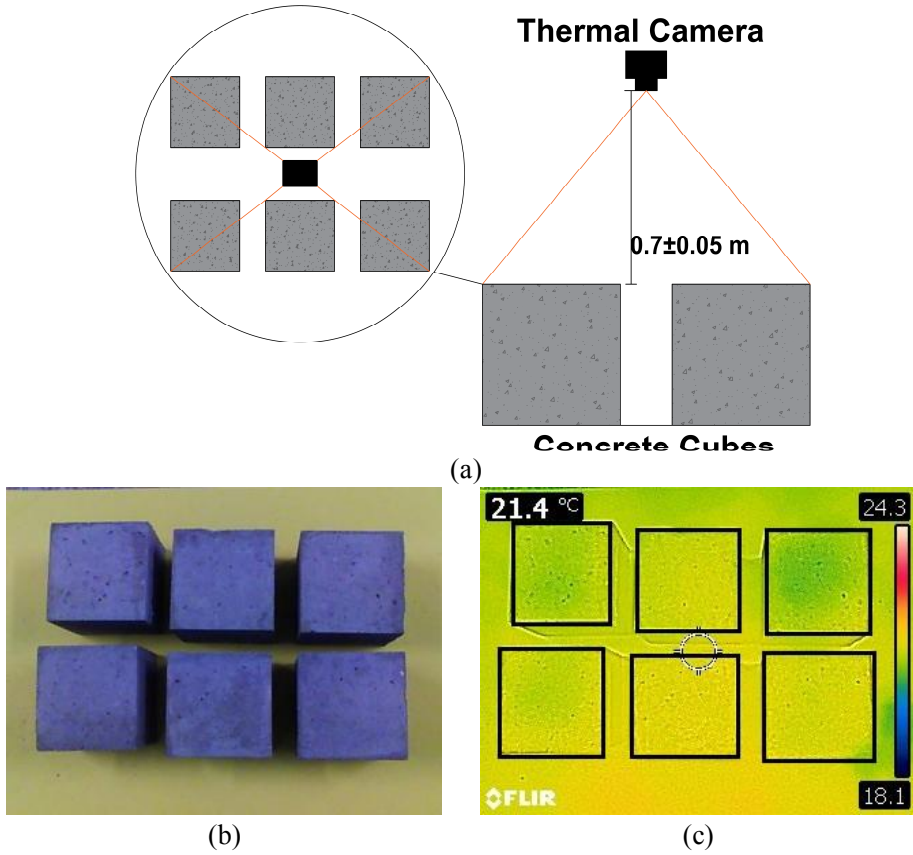 Thermal Camera
0.7±0.05 m
Concrete Cubes
(a)
21.4 °C
24.3
FLIR
18.1
(b)
(c)